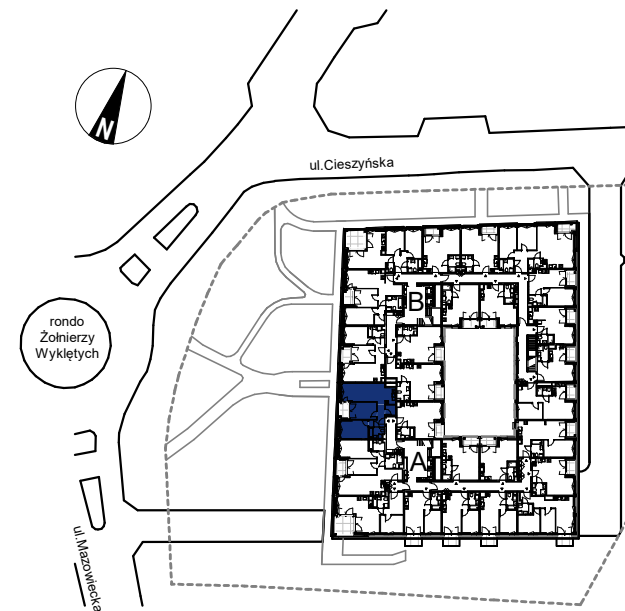 N
ul.Cieszyńska
B
rondo
Żołnierzy
Wyklętych
A
ul.Mazowiecka